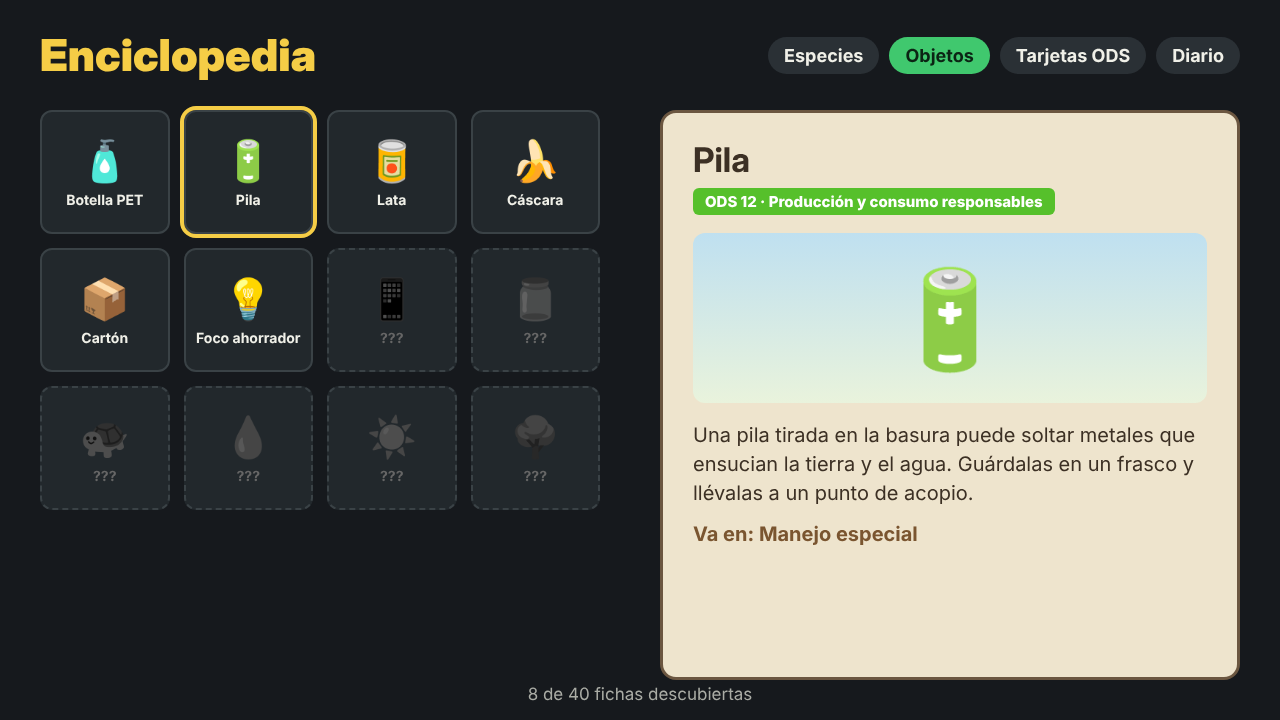 Enciclopedia
Especies
Objetos
Tarjetas ODS
Diario
Botella PET
Pila
Lata
Cáscara
Cartón
Foco ahorrador
???
???
???
???
???
???
Pila
ODS 12 · Producción y consumo responsables
Una pila tirada en la basura puede soltar metales que
ensucian la tierra y el agua. Guárdalas en un frasco y
llévalas a un punto de acopio.
Va en: Manejo especial
8 de 40 fichas descubiertas